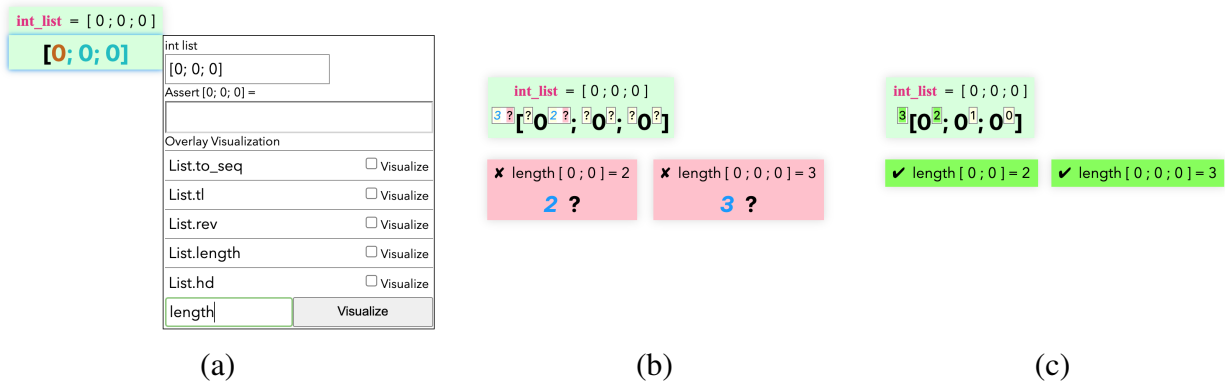 int_list = [ 0 ; 0 ; 0 ]
[0; 0; 0]
int list
[0; 0; 0]
Assert [0; 0; 0] =
Overlay Visualization
List.to_seq Visualize
List.tl Visualize
List.rev Visualize
List.length Visualize
List.hd Visualize
length Visualize
(a)
int_list = [ 0 ; 0 ; 0 ]
3 ? [ ? 0 2 ? ; ? 0 ? ; ? 0 ? ]
✘ length [ 0 ; 0 ] = 2
2 ?
✘ length [ 0 ; 0 ; 0 ] = 3
3 ?
(b)
int_list = [ 0 ; 0 ; 0 ]
3 [0 2 ; 0 1 ; 0 0 ]
✔ length [ 0 ; 0 ] = 2
✔ length [ 0 ; 0 ; 0 ] = 3
(c)